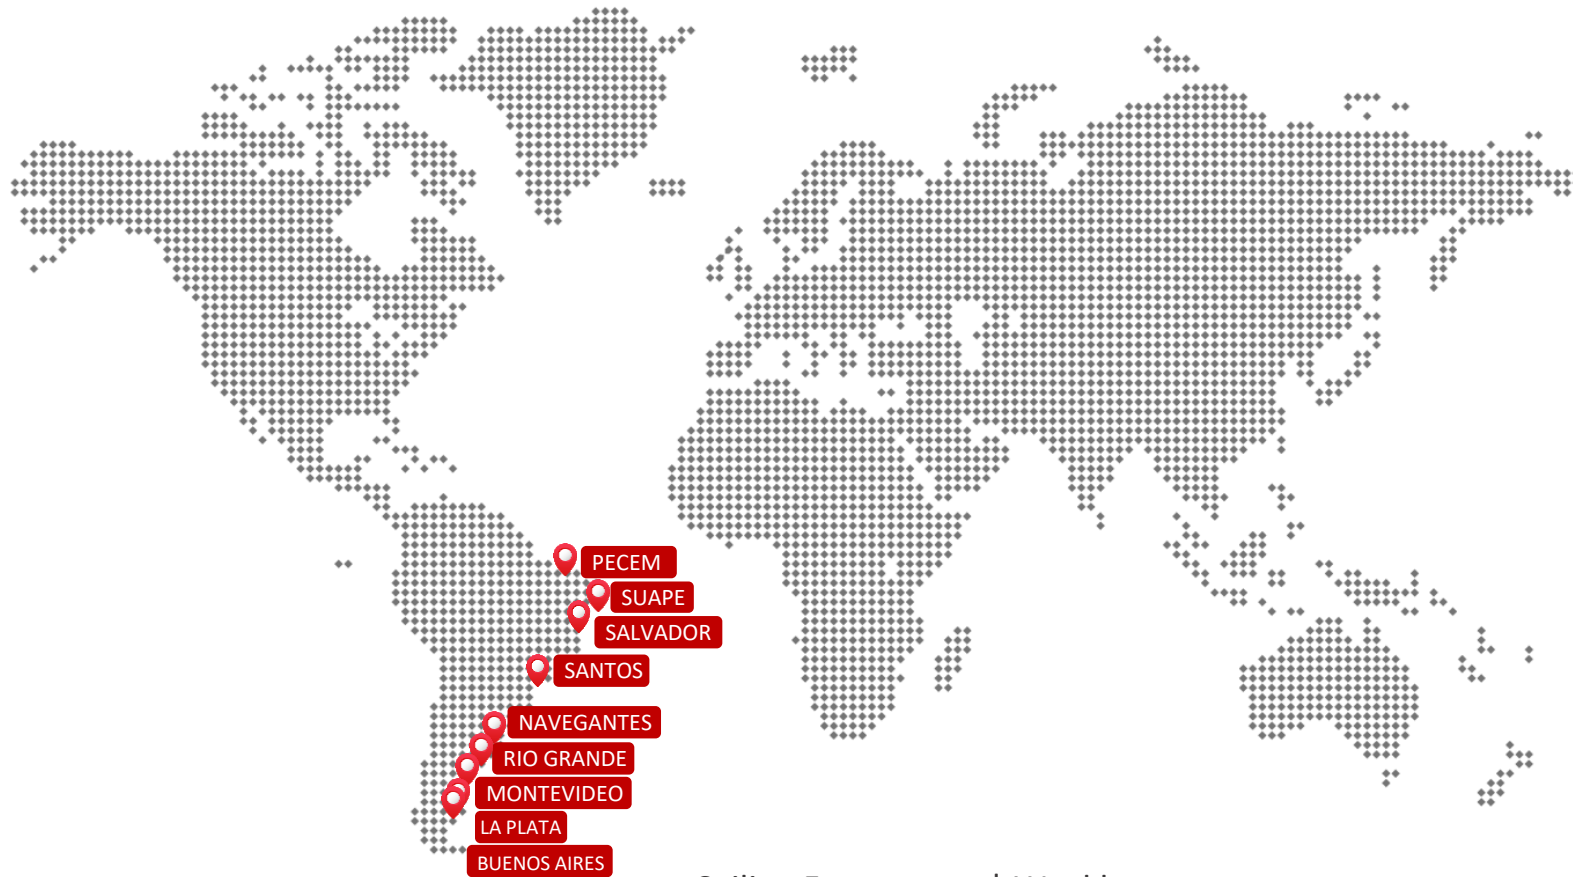 PECEM
SUAPE
SALVADOR
SANTOS
NAVEGANTES
RIO GRANDE
MONTEVIDEO
LA PLATA
BUENOS AIRES